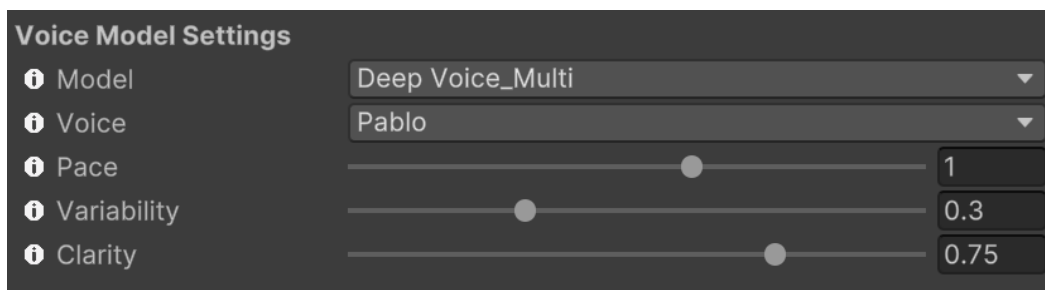 Voice Model Settings
Model Deep Voice_Multi
Voice Pablo
Pace 1
Variability 0.3
Clarity 0.75